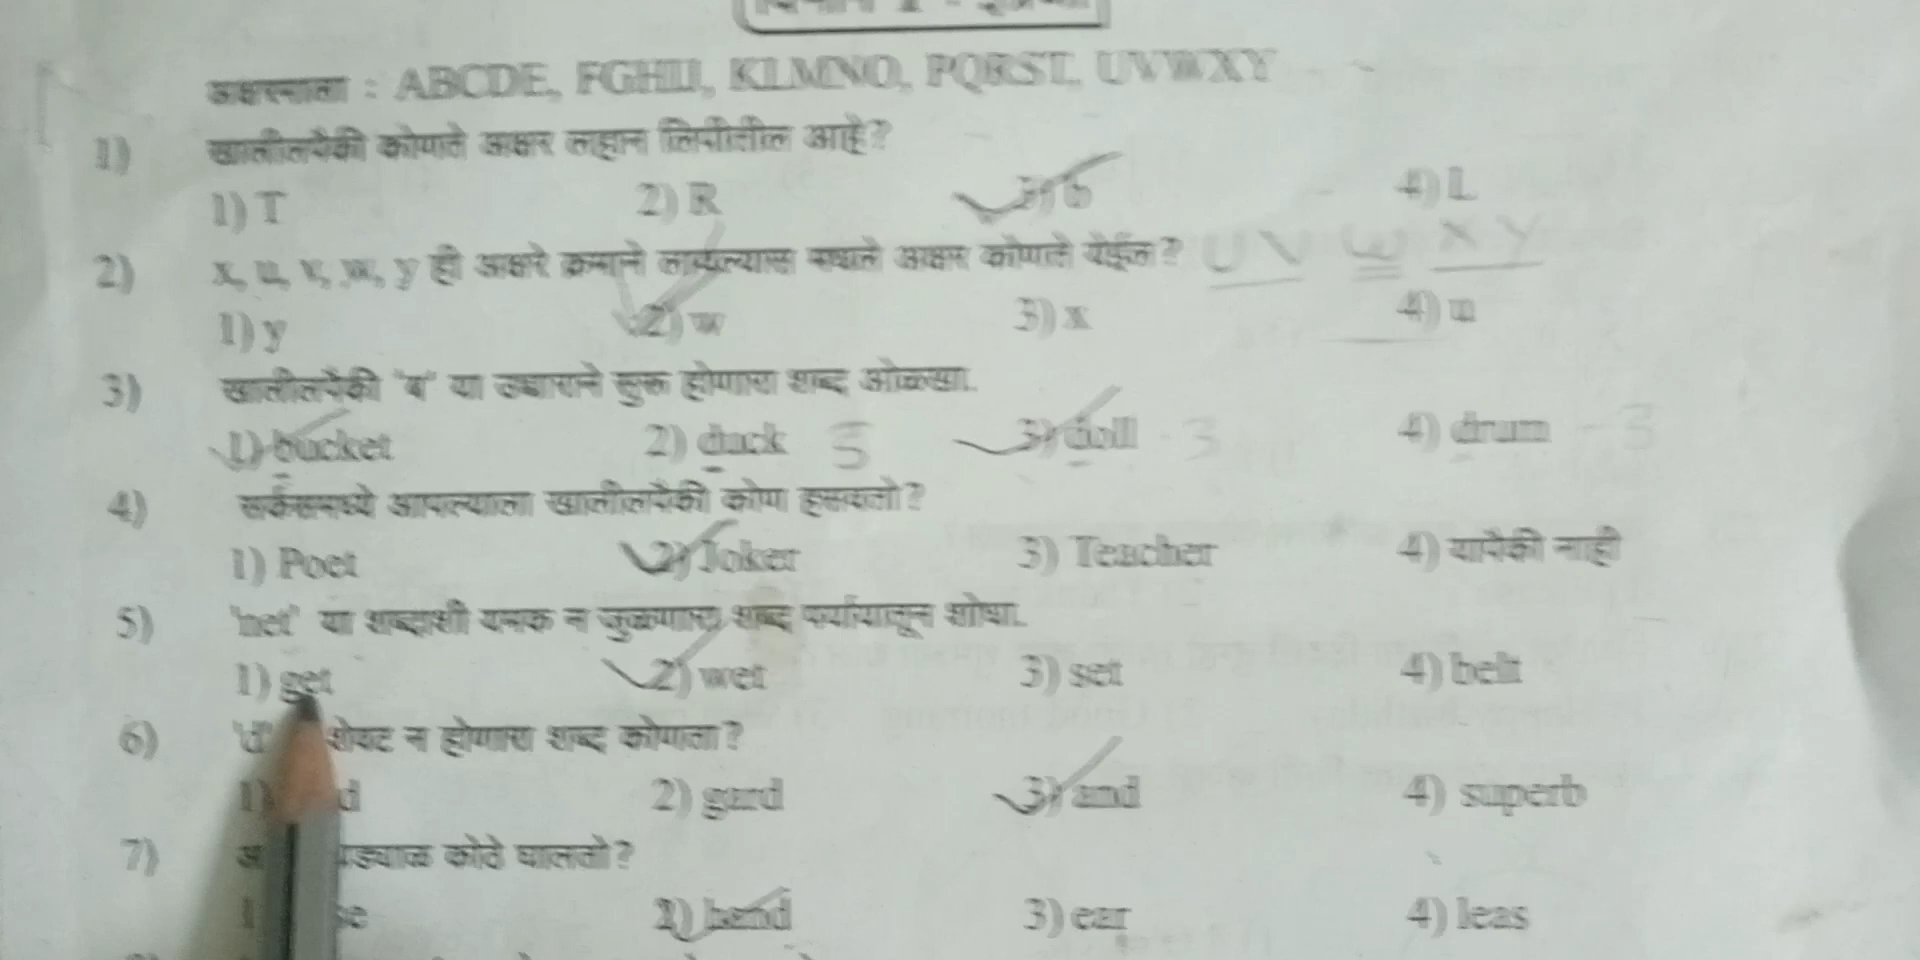 अक्षरमाला : ABCDE, FGHIJ, KLMNO, PQRST, UVWXY
1) खालीलपैकी कोणते अक्षर लहान लिपीतील आहे?
1) T 2) R 3) b 4) L
2) x, u, v, w, y ही अक्षरे क्रमाने लावल्यास मधले अक्षर कोणते येईल? U V W X Y
1) y 2) w 3) x 4) u
3) खालीलपैकी 'ब' या उच्चाराने सुरू होणारा शब्द ओळखा.
1) bucket 2) duck 3) doll 4) drum
4) सर्कसमध्ये आपल्याला खालीलपैकी कोण हसवतो?
1) Poet 2) Joker 3) Teacher 4) यापैकी नाही
5) 'net' या शब्दाशी यमक न जुळणारा शब्द पर्यायातून शोधा.
1) get 2) wet 3) set 4) belt
6) 'd' शेवट न होणारा शब्द कोणता?
1) 2) 3) and 4) superb
7) कोठे घालतो?
2) hand 3) ear 4)